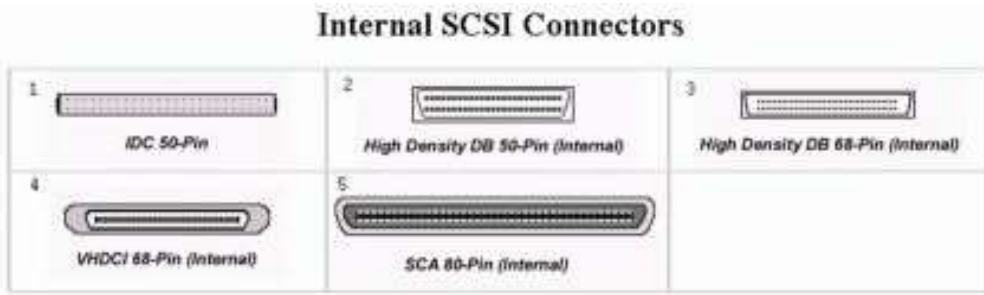 Internal SCSI Connectors
1
IDC 50-Pin
2
High Density DB 50-Pin (Internal)
3
High Density DB 68-Pin (Internal)
4
VHDCI 68-Pin (Internal)
5
SCA 80-Pin (Internal)